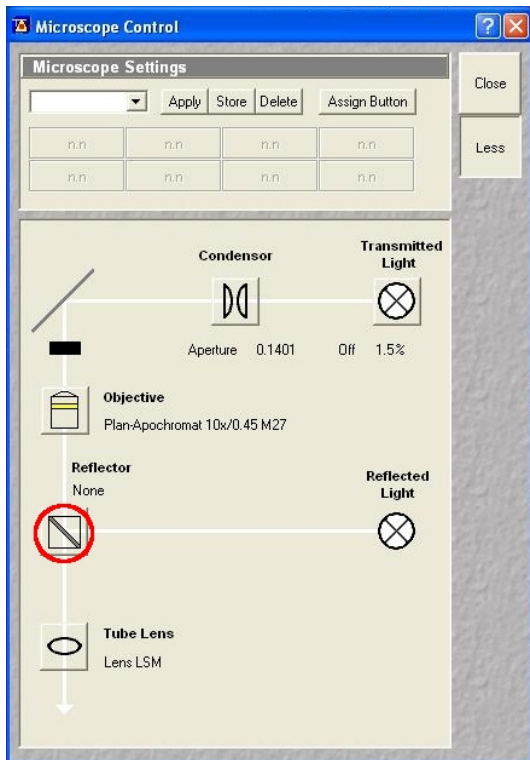 Microscope Control
Microscope Settings
Close
Apply Store Delete Assign Button
Less
n.n n.n n.n n.n
n.n n.n n.n n.n
Condensor
Transmitted
Light
Aperture 0.1401 Off 1.5%
Objective
Plan-Apochromat 10x/0.45 M27
Reflector
None
Reflected
Light
Tube Lens
Lens LSM